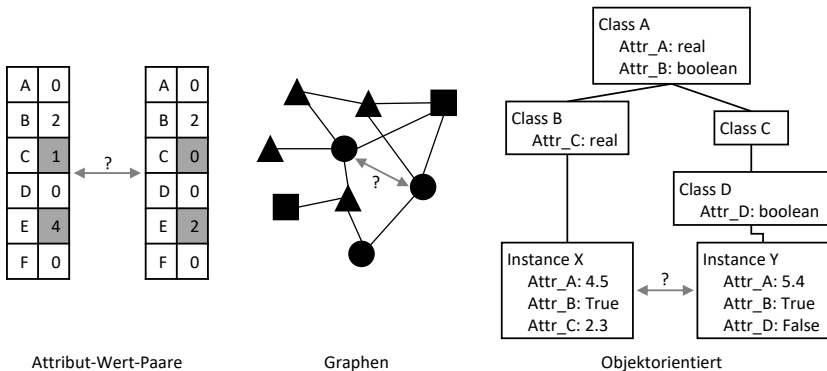 A 0
B 2
C 1
D 0
E 4
F 0
?
A 0
B 2
C 0
D 0
E 2
F 0
Attribut-Wert-Paare
?
Graphen
Class A
Attr_A: real
Attr_B: boolean
Class B
Attr_C: real
Class C
Class D
Attr_D: boolean
Instance X
Attr_A: 4.5
Attr_B: True
Attr_C: 2.3
?
Instance Y
Attr_A: 5.4
Attr_B: True
Attr_D: False
Objektorientiert